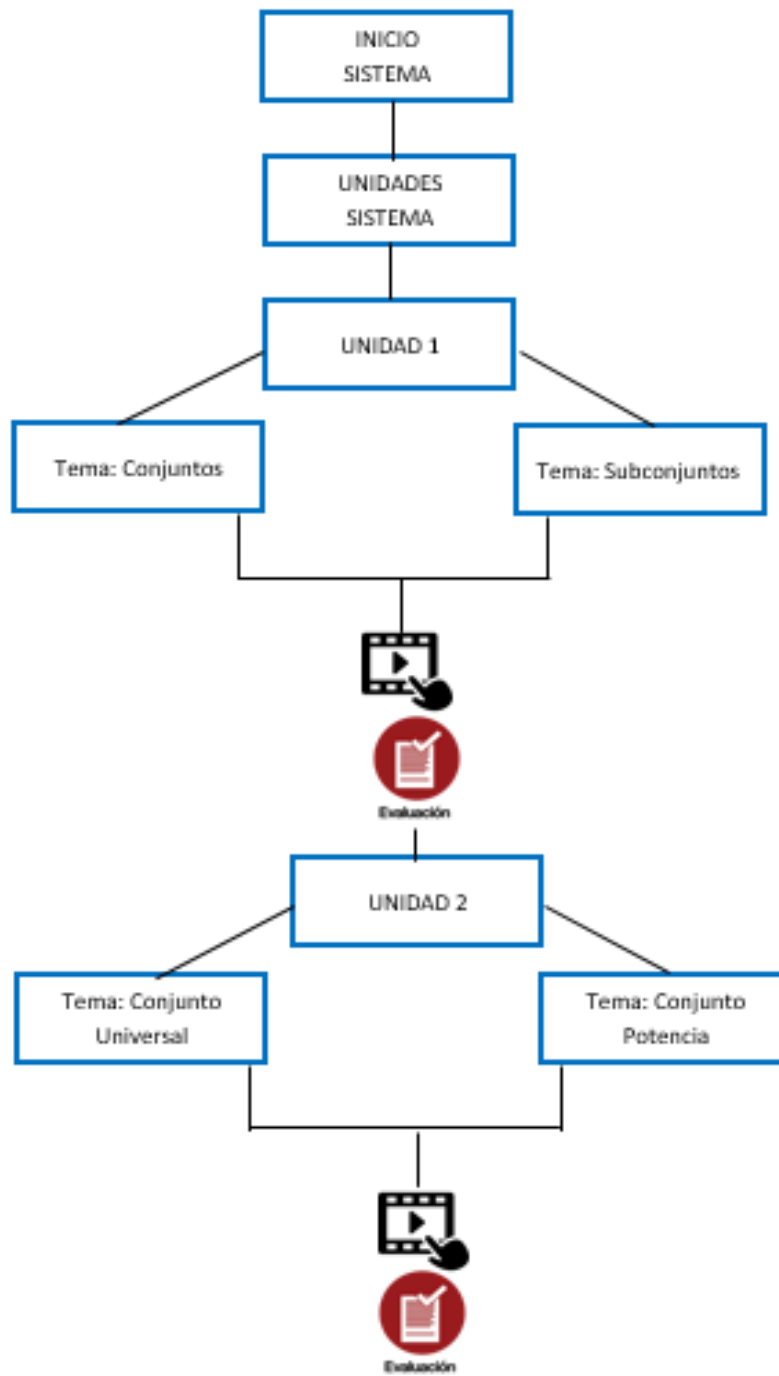 INICIO
SISTEMA
UNIDADES
SISTEMA
UNIDAD 1
Tema: Conjuntos
Tema: Subconjuntos
Evaluación
UNIDAD 2
Tema: Conjunto
Universal
Tema: Conjunto
Potencia
Evaluación